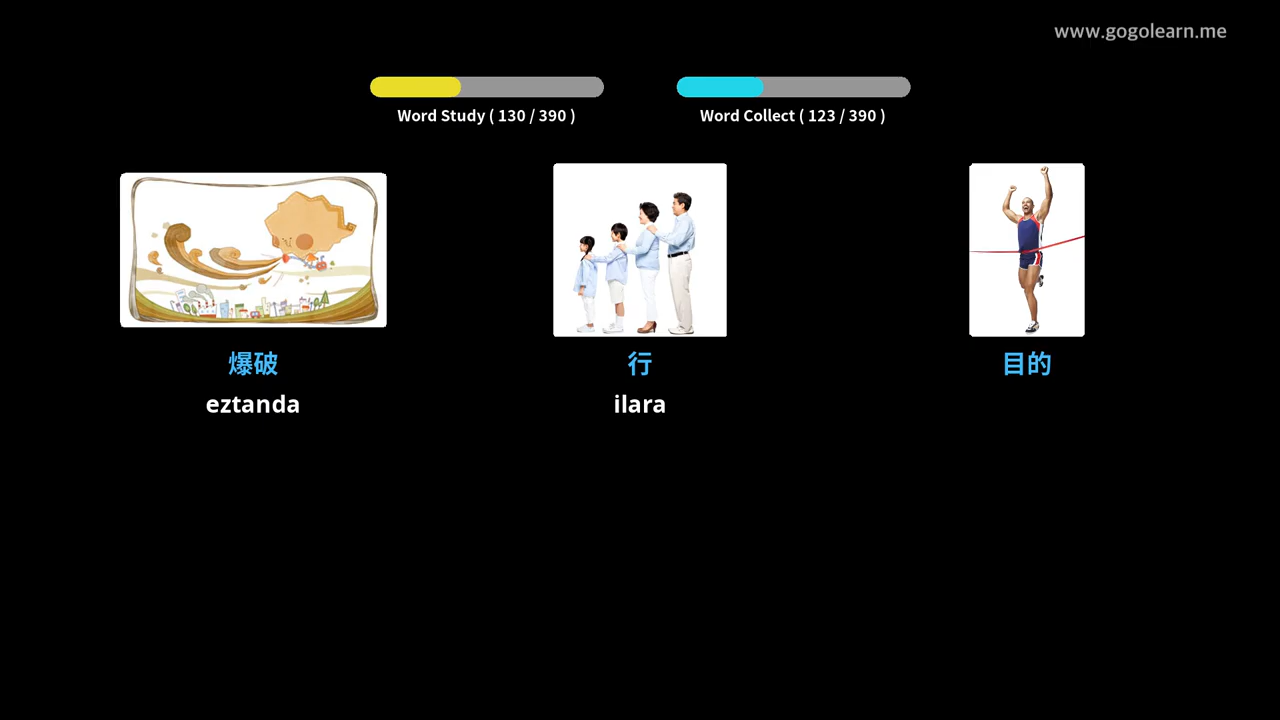 www.gogolearn.me
Word Study ( 130 / 390 )
Word Collect ( 123 / 390 )
爆破
行
目的
eztanda
ilara